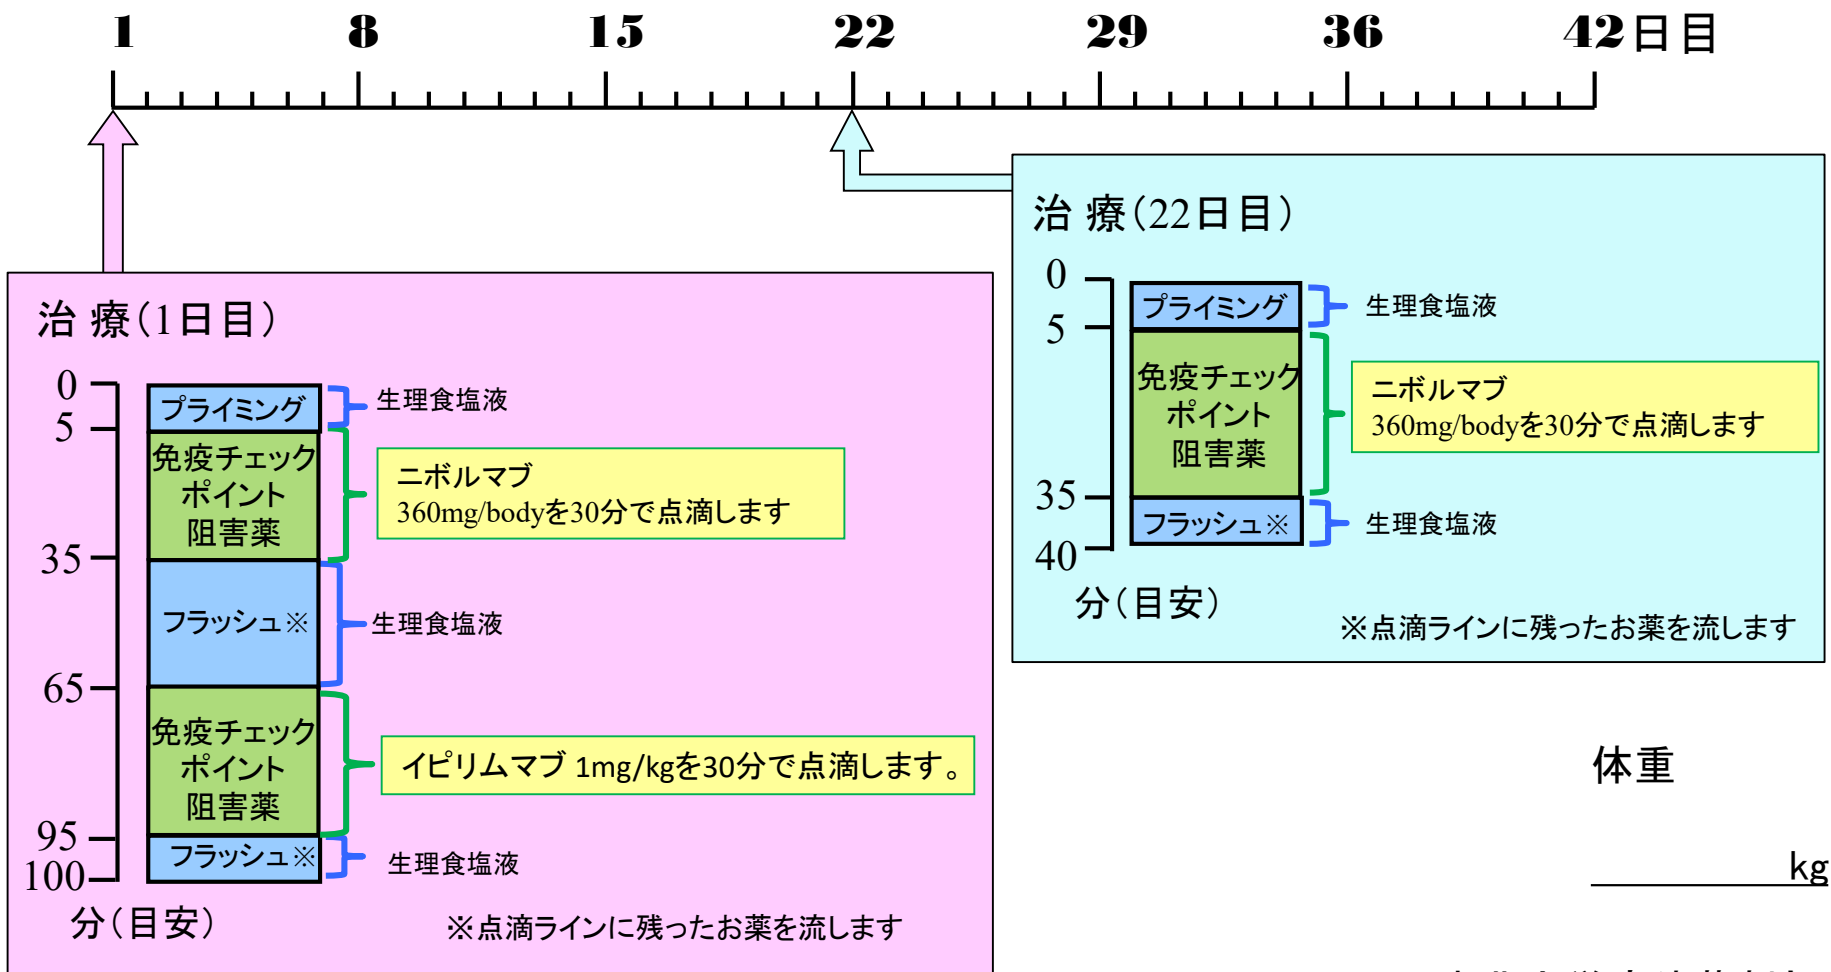 1 8 15 22 29 36 42日目
治 療(22日目)
0
プライミング
生理食塩液
5
免疫チェック
ポイント
阻害薬
ニボルマブ
360mg/bodyを30分で点滴します
35
フラッシュ※
生理食塩液
40
分(目安)
※点滴ラインに残ったお薬を流します
治 療(1日目)
0
プライミング
生理食塩液
5
免疫チェック
ポイント
阻害薬
ニボルマブ
360mg/bodyを30分で点滴します
35
フラッシュ※
生理食塩液
65
免疫チェック
ポイント
阻害薬
イピリムマブ 1mg/kgを30分で点滴します。
95
フラッシュ※
生理食塩液
100
分(目安)
※点滴ラインに残ったお薬を流します
体重
kg